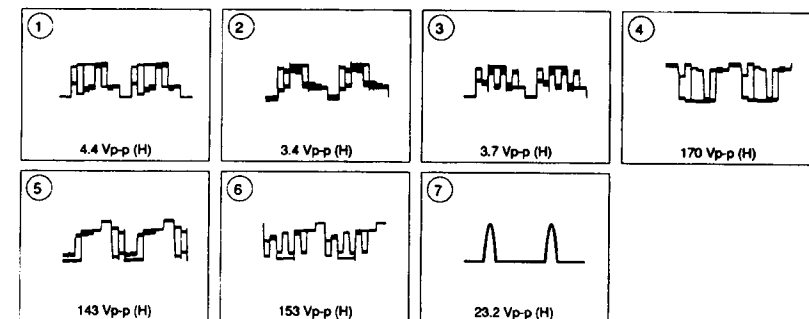 1 2 3 4
4.4 Vp-p (H) 3.4 Vp-p (H) 3.7 Vp-p (H) 170 Vp-p (H)
5 6 7
143 Vp-p (H) 153 Vp-p (H) 23.2 Vp-p (H)